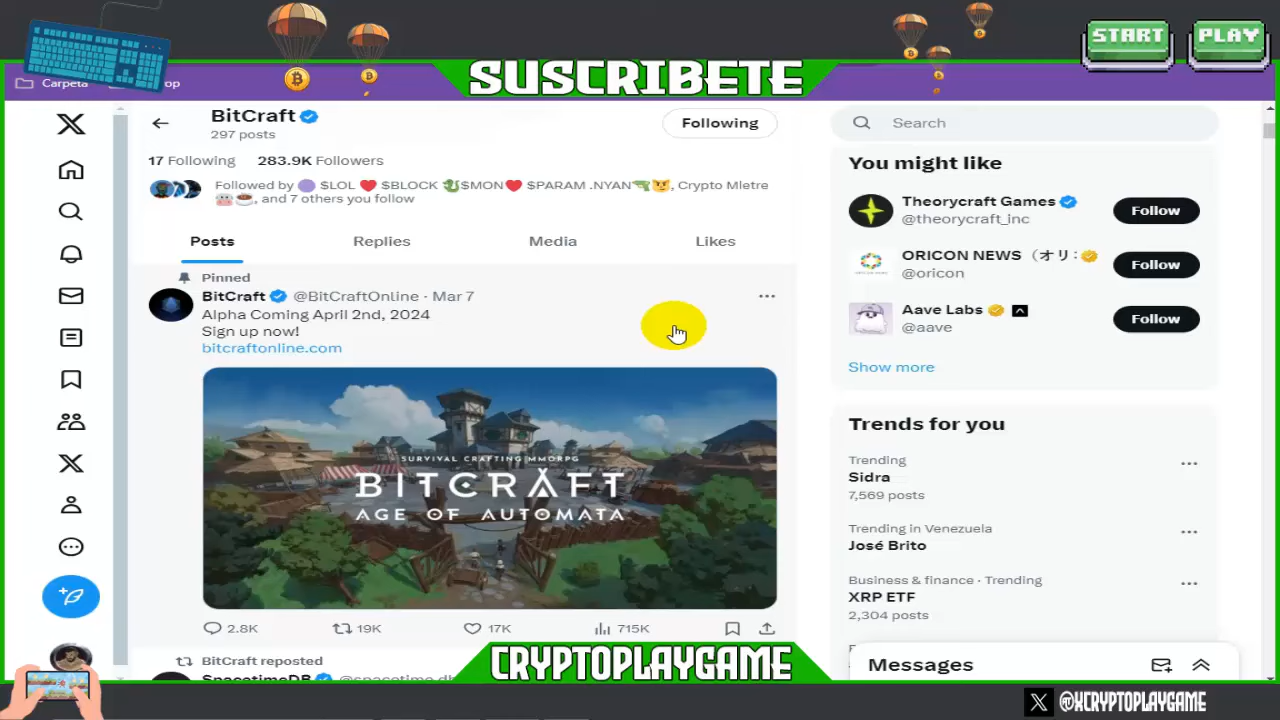 START PLAY
SUSCRIBETE
Carpeta
BitCraft
297 posts
Following
Search
17 Following 283.9K Followers
Followed by $LOL $BLOCK $MON $PARAM .NYAN, Crypto Mletre
, and 7 others you follow
Posts Replies Media Likes
Pinned
BitCraft @BitCraftOnline · Mar 7
Alpha Coming April 2nd, 2024
Sign up now!
bitcraftonline.com
SURVIVAL CRAFTING MMORPG
BITCRAFT
AGE OF AUTOMATA
2.8K 19K 17K 715K
BitCraft reposted
SpacetimeDB
You might like
Theorycraft Games
@theorycraft_inc
Follow
ORICON NEWS（オリ:
@oricon
Follow
Aave Labs
@aave
Follow
Show more
Trends for you
Trending
Sidra
7,569 posts
Trending in Venezuela
José Brito
Business & finance · Trending
XRP ETF
2,304 posts
Messages
CRYPTOPLAYGAME
X @XCRYPTOPLAYGAME